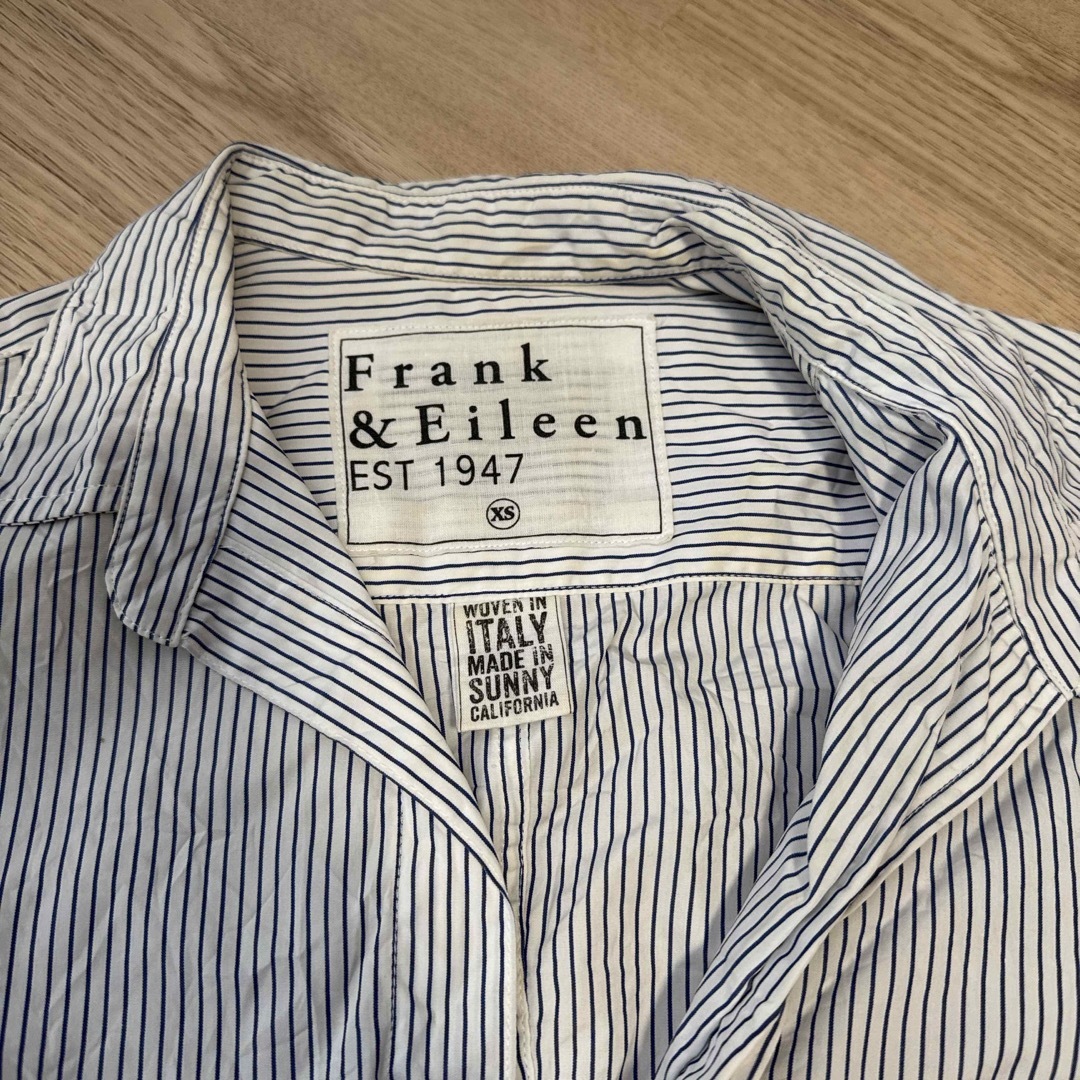 Frank
& Eileen
EST 1947
XS
WOVEN IN
ITALY
MADE IN
SUNNY
CALIFORNIA